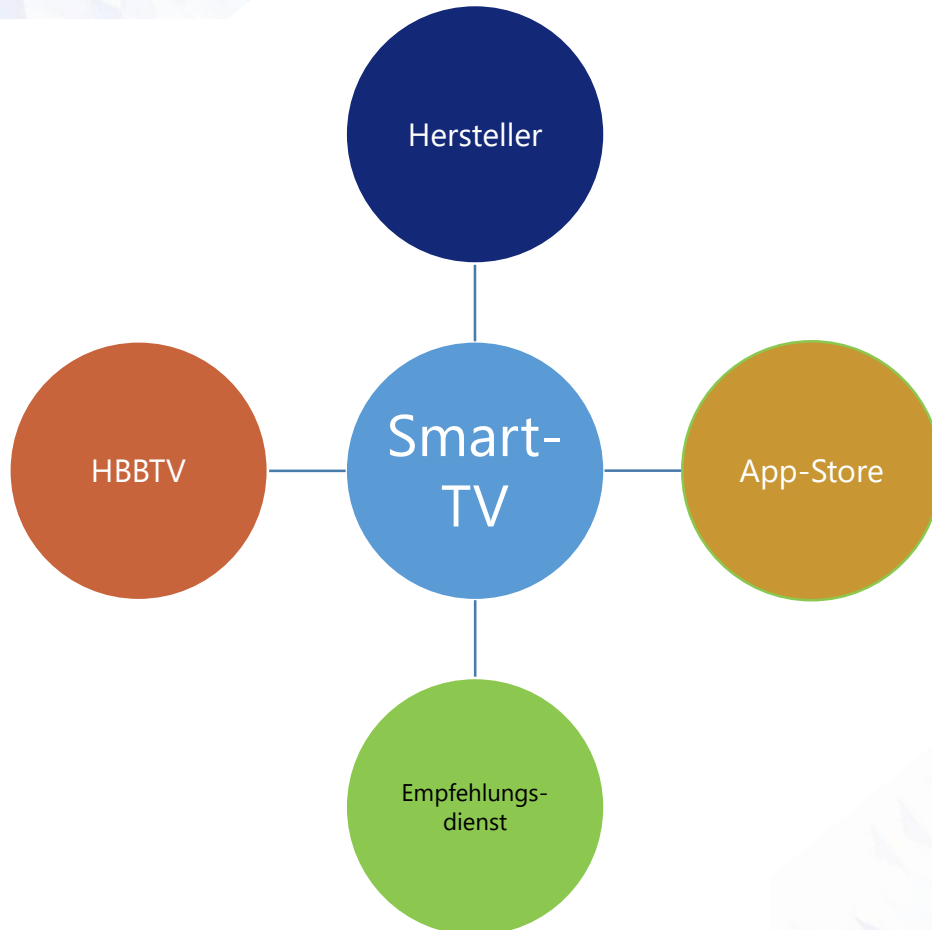 Hersteller
HBBTV
Smart-
TV
App-Store
Empfehlungs-
dienst